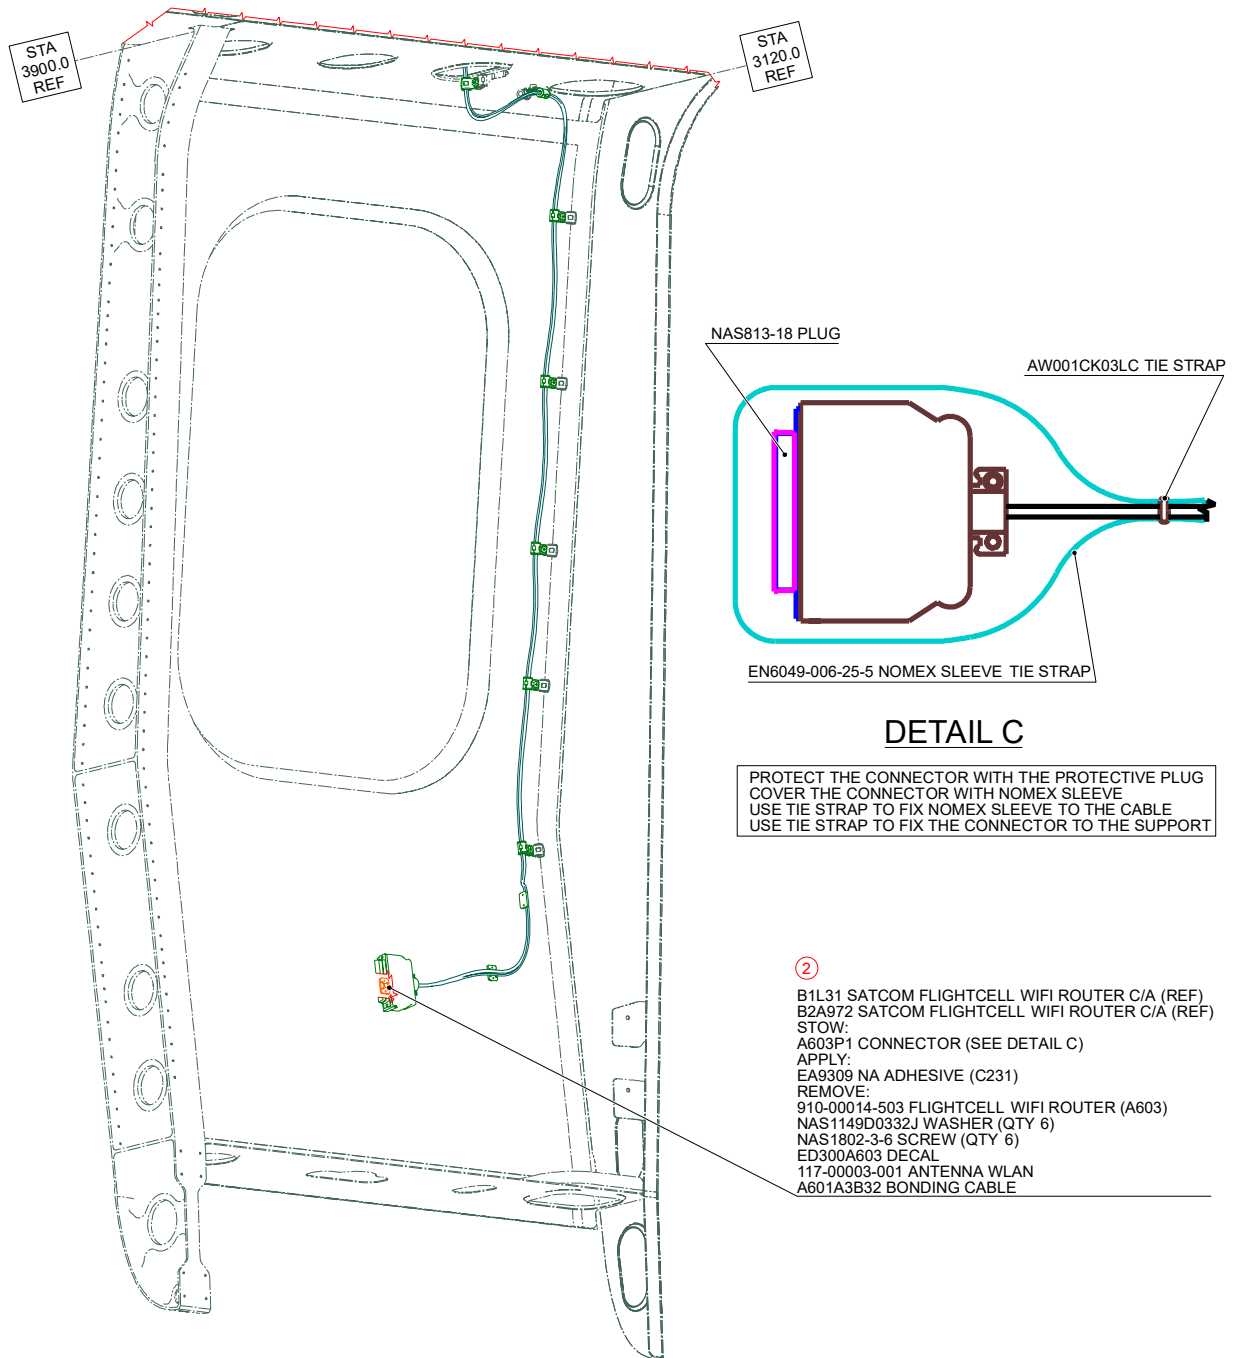 STA
3900.0
REF
STA
3120.0
REF
NAS813-18 PLUG
AW001CK03LC TIE STRAP
EN6049-006-25-5 NOMEX SLEEVE TIE STRAP
DETAIL C
PROTECT THE CONNECTOR WITH THE PROTECTIVE PLUG
COVER THE CONNECTOR WITH NOMEX SLEEVE
USE TIE STRAP TO FIX NOMEX SLEEVE TO THE CABLE
USE TIE STRAP TO FIX THE CONNECTOR TO THE SUPPORT
2
B1L31 SATCOM FLIGHTCELL WIFI ROUTER C/A (REF)
B2A972 SATCOM FLIGHTCELL WIFI ROUTER C/A (REF)
STOW:
A603P1 CONNECTOR (SEE DETAIL C)
APPLY:
EA9309 NA ADHESIVE (C231)
REMOVE:
910-00014-503 FLIGHTCELL WIFI ROUTER (A603)
NAS1149D0332J WASHER (QTY 6)
NAS1802-3-6 SCREW (QTY 6)
ED300A603 DECAL
117-00003-001 ANTENNA WLAN
A601A3B32 BONDING CABLE